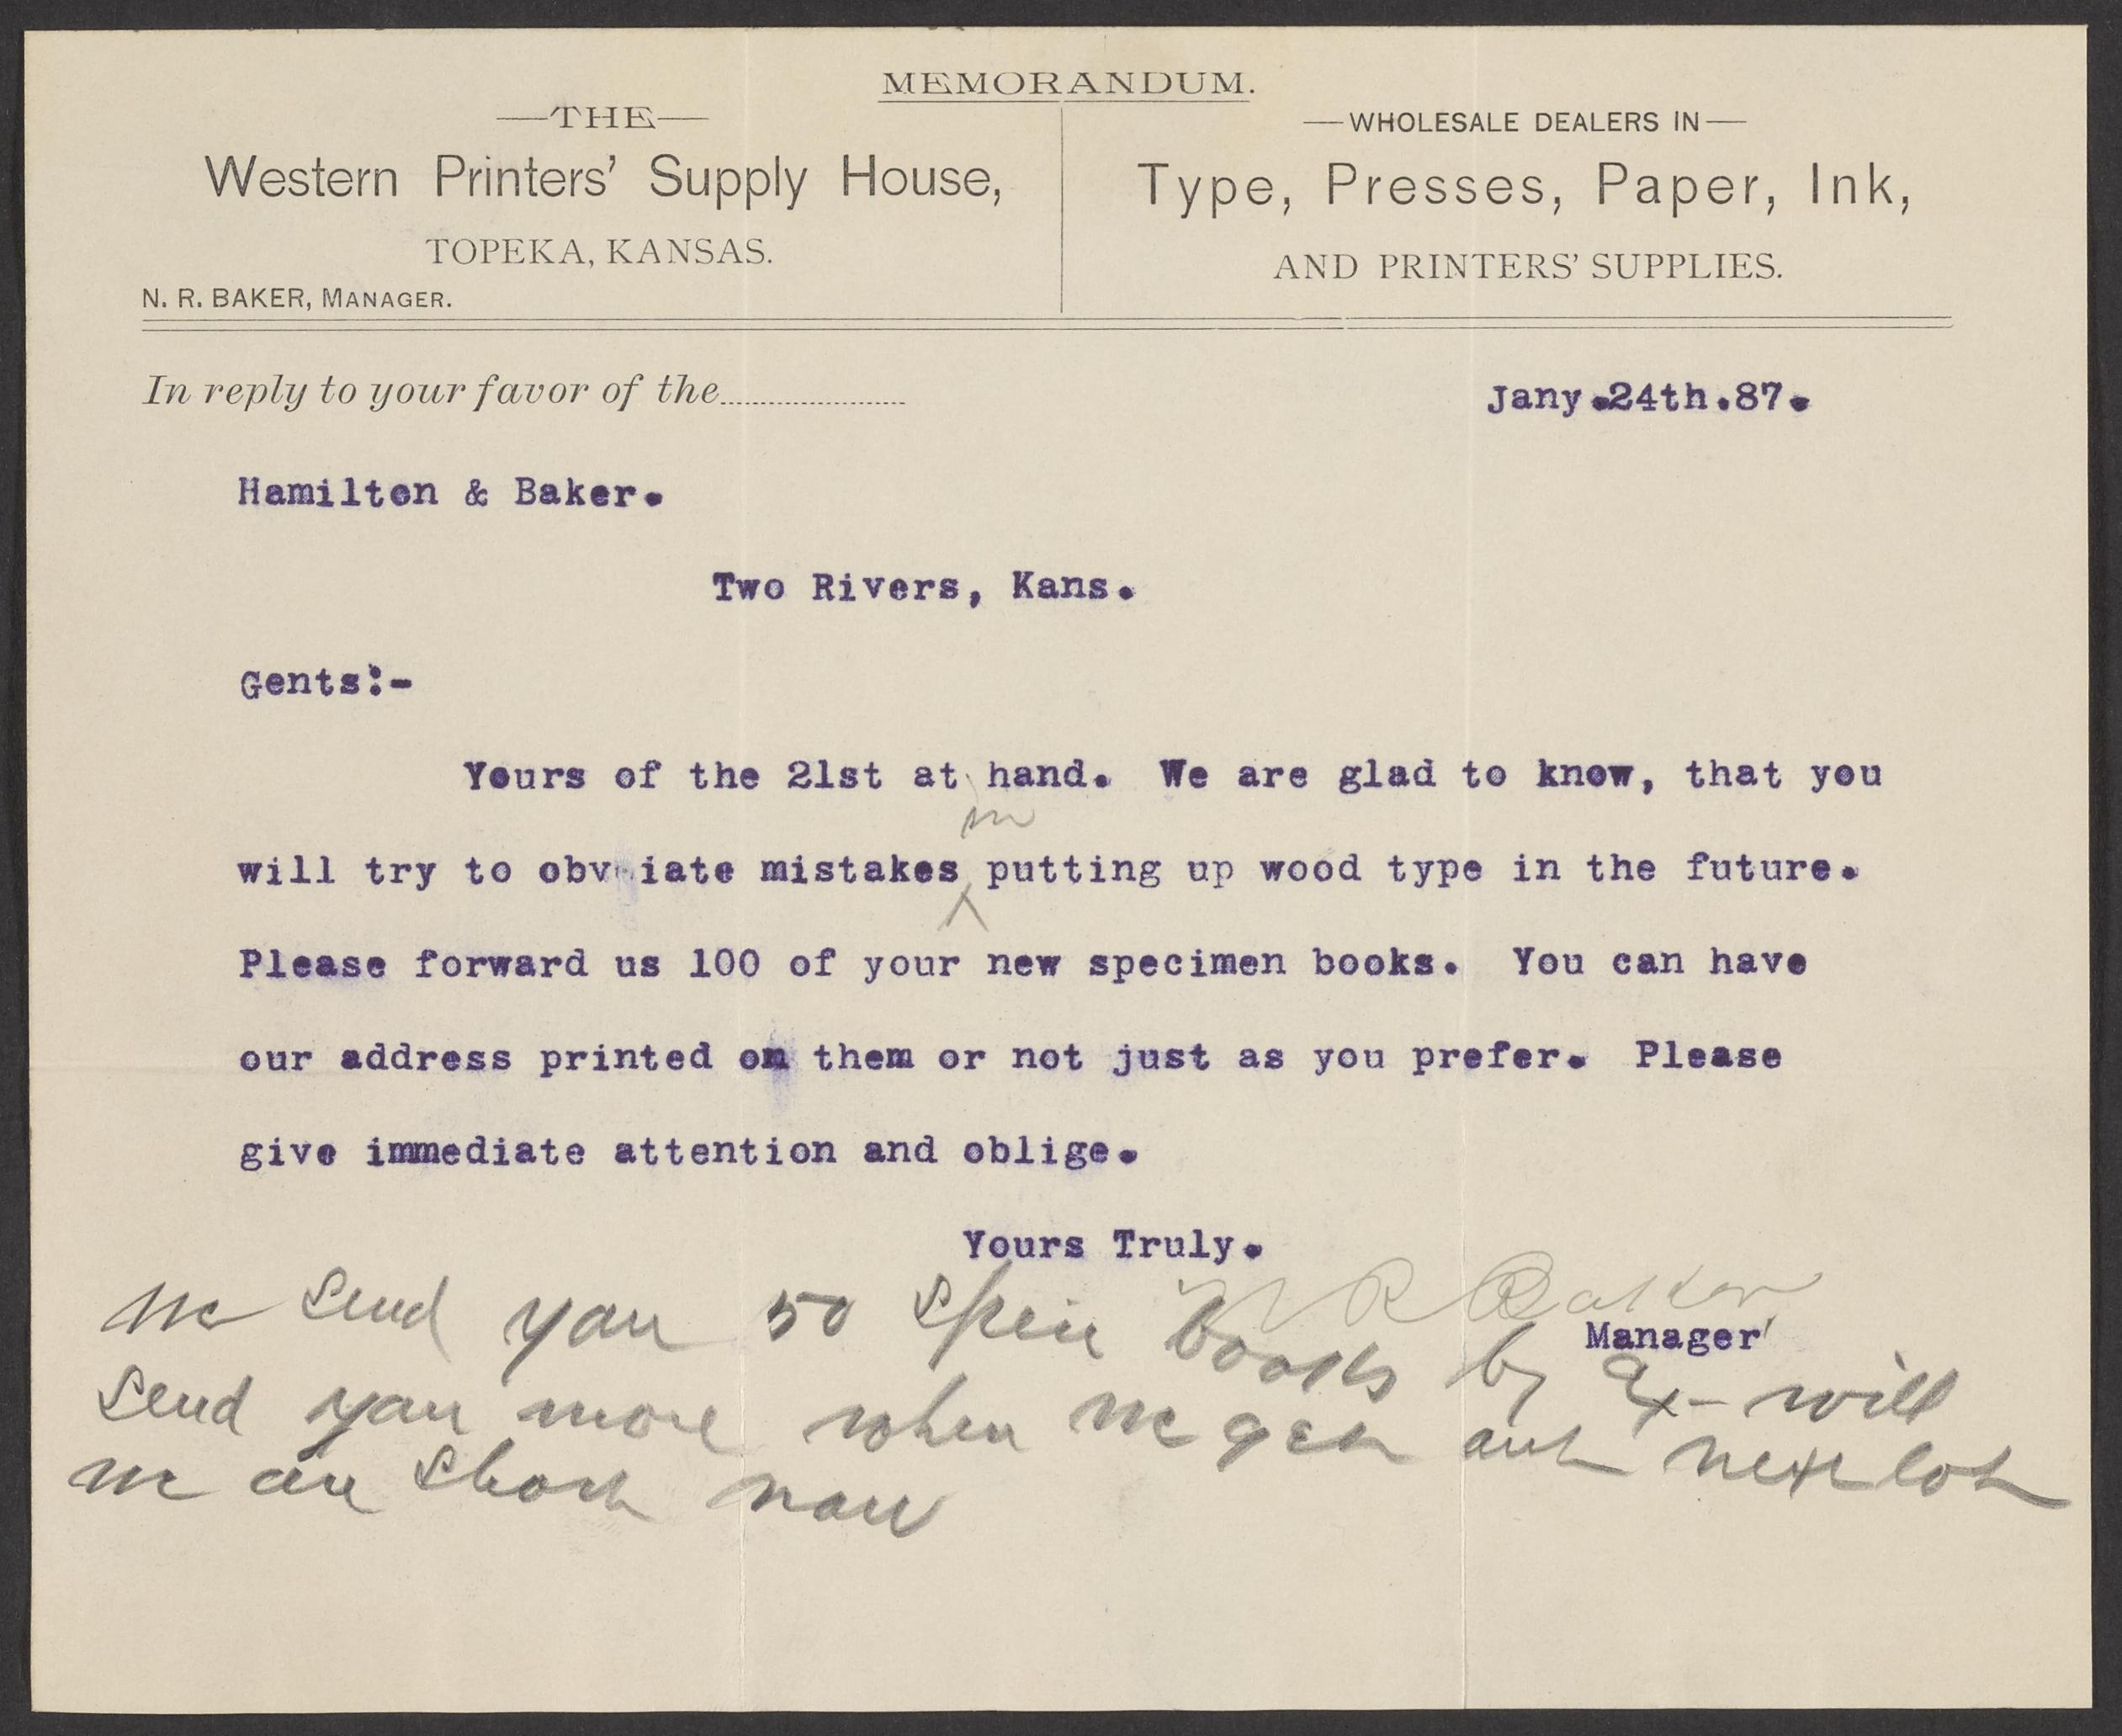 MEMORANDUM.
—THE—
Western Printers' Supply House,
TOPEKA, KANSAS.
N. R. BAKER, MANAGER.
—WHOLESALE DEALERS IN—
Type, Presses, Paper, Ink,
AND PRINTERS' SUPPLIES.
In reply to your favor of the
Jany.24th.87.
Hamilton & Baker.
Two Rivers, Kans.
Gents:-
Yours of the 21st at hand. We are glad to know, that you
in
will try to obviate mistakes putting up wood type in the future.
Please forward us 100 of your new specimen books. You can have
our address printed on them or not just as you prefer. Please
give immediate attention and oblige.
Yours Truly.
N R Baker
Manager
We send you 50 Spein books by Ex- will
send you more when we get out next lot
we are short now